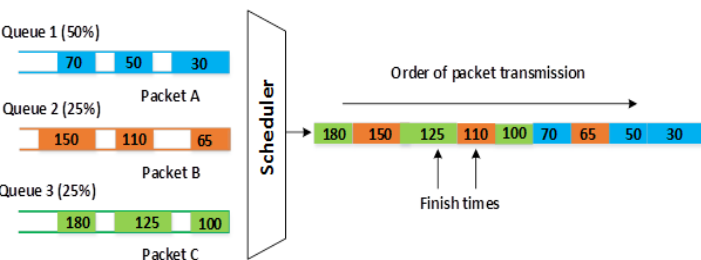 Queue 1 (50%)
70 50 30
Packet A
Queue 2 (25%)
150 110 65
Packet B
Queue 3 (25%)
180 125 100
Packet C
Scheduler
Order of packet transmission
180 150 125 110 100 70 65 50 30
Finish times